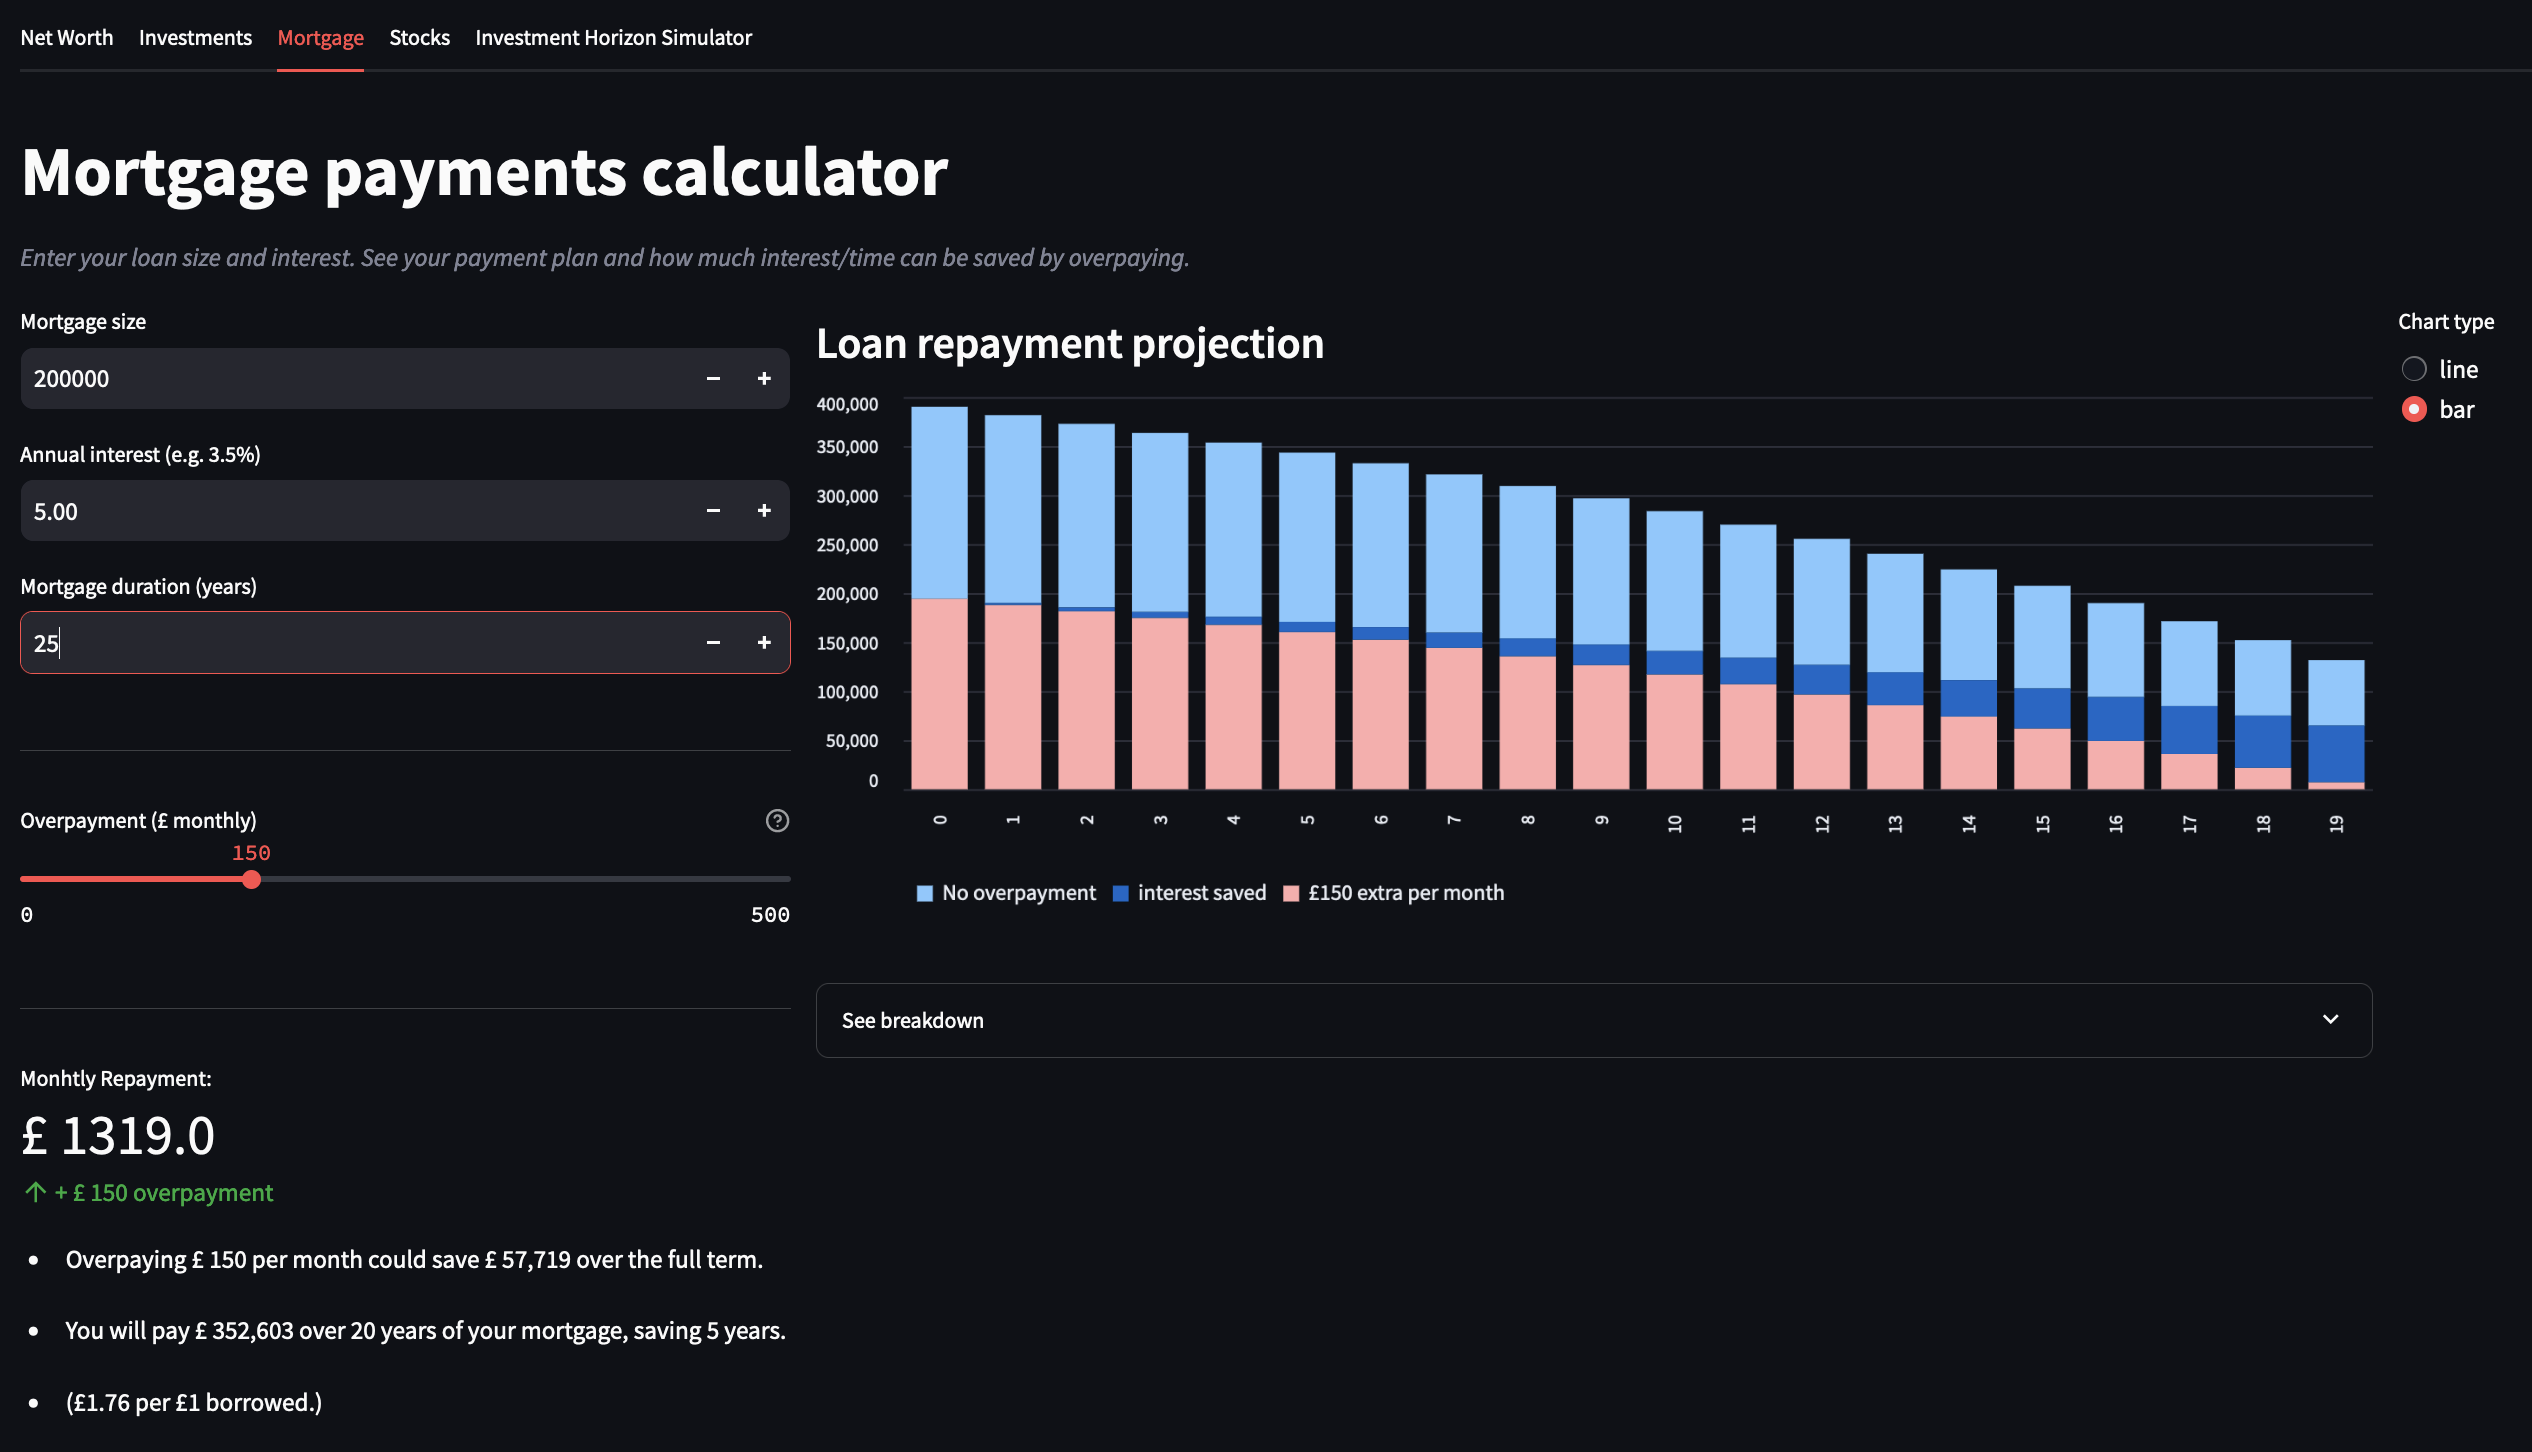 Net Worth Investments Mortgage Stocks Investment Horizon Simulator
Mortgage payments calculator
Enter your loan size and interest. See your payment plan and how much interest/time can be saved by overpaying.
Mortgage size
200000 − +
Annual interest (e.g. 3.5%)
5.00 − +
Mortgage duration (years)
25 − +
Overpayment (£ monthly)
150
0 500
Monhtly Repayment:
£ 1319.0
↑ + £ 150 overpayment
• Overpaying £ 150 per month could save £ 57,719 over the full term.
• You will pay £ 352,603 over 20 years of your mortgage, saving 5 years.
• (£1.76 per £1 borrowed.)
Loan repayment projection
400,000
350,000
300,000
250,000
200,000
150,000
100,000
50,000
0
0 1 2 3 4 5 6 7 8 9 10 11 12 13 14 15 16 17 18 19
No overpayment interest saved £150 extra per month
See breakdown
Chart type
line
bar